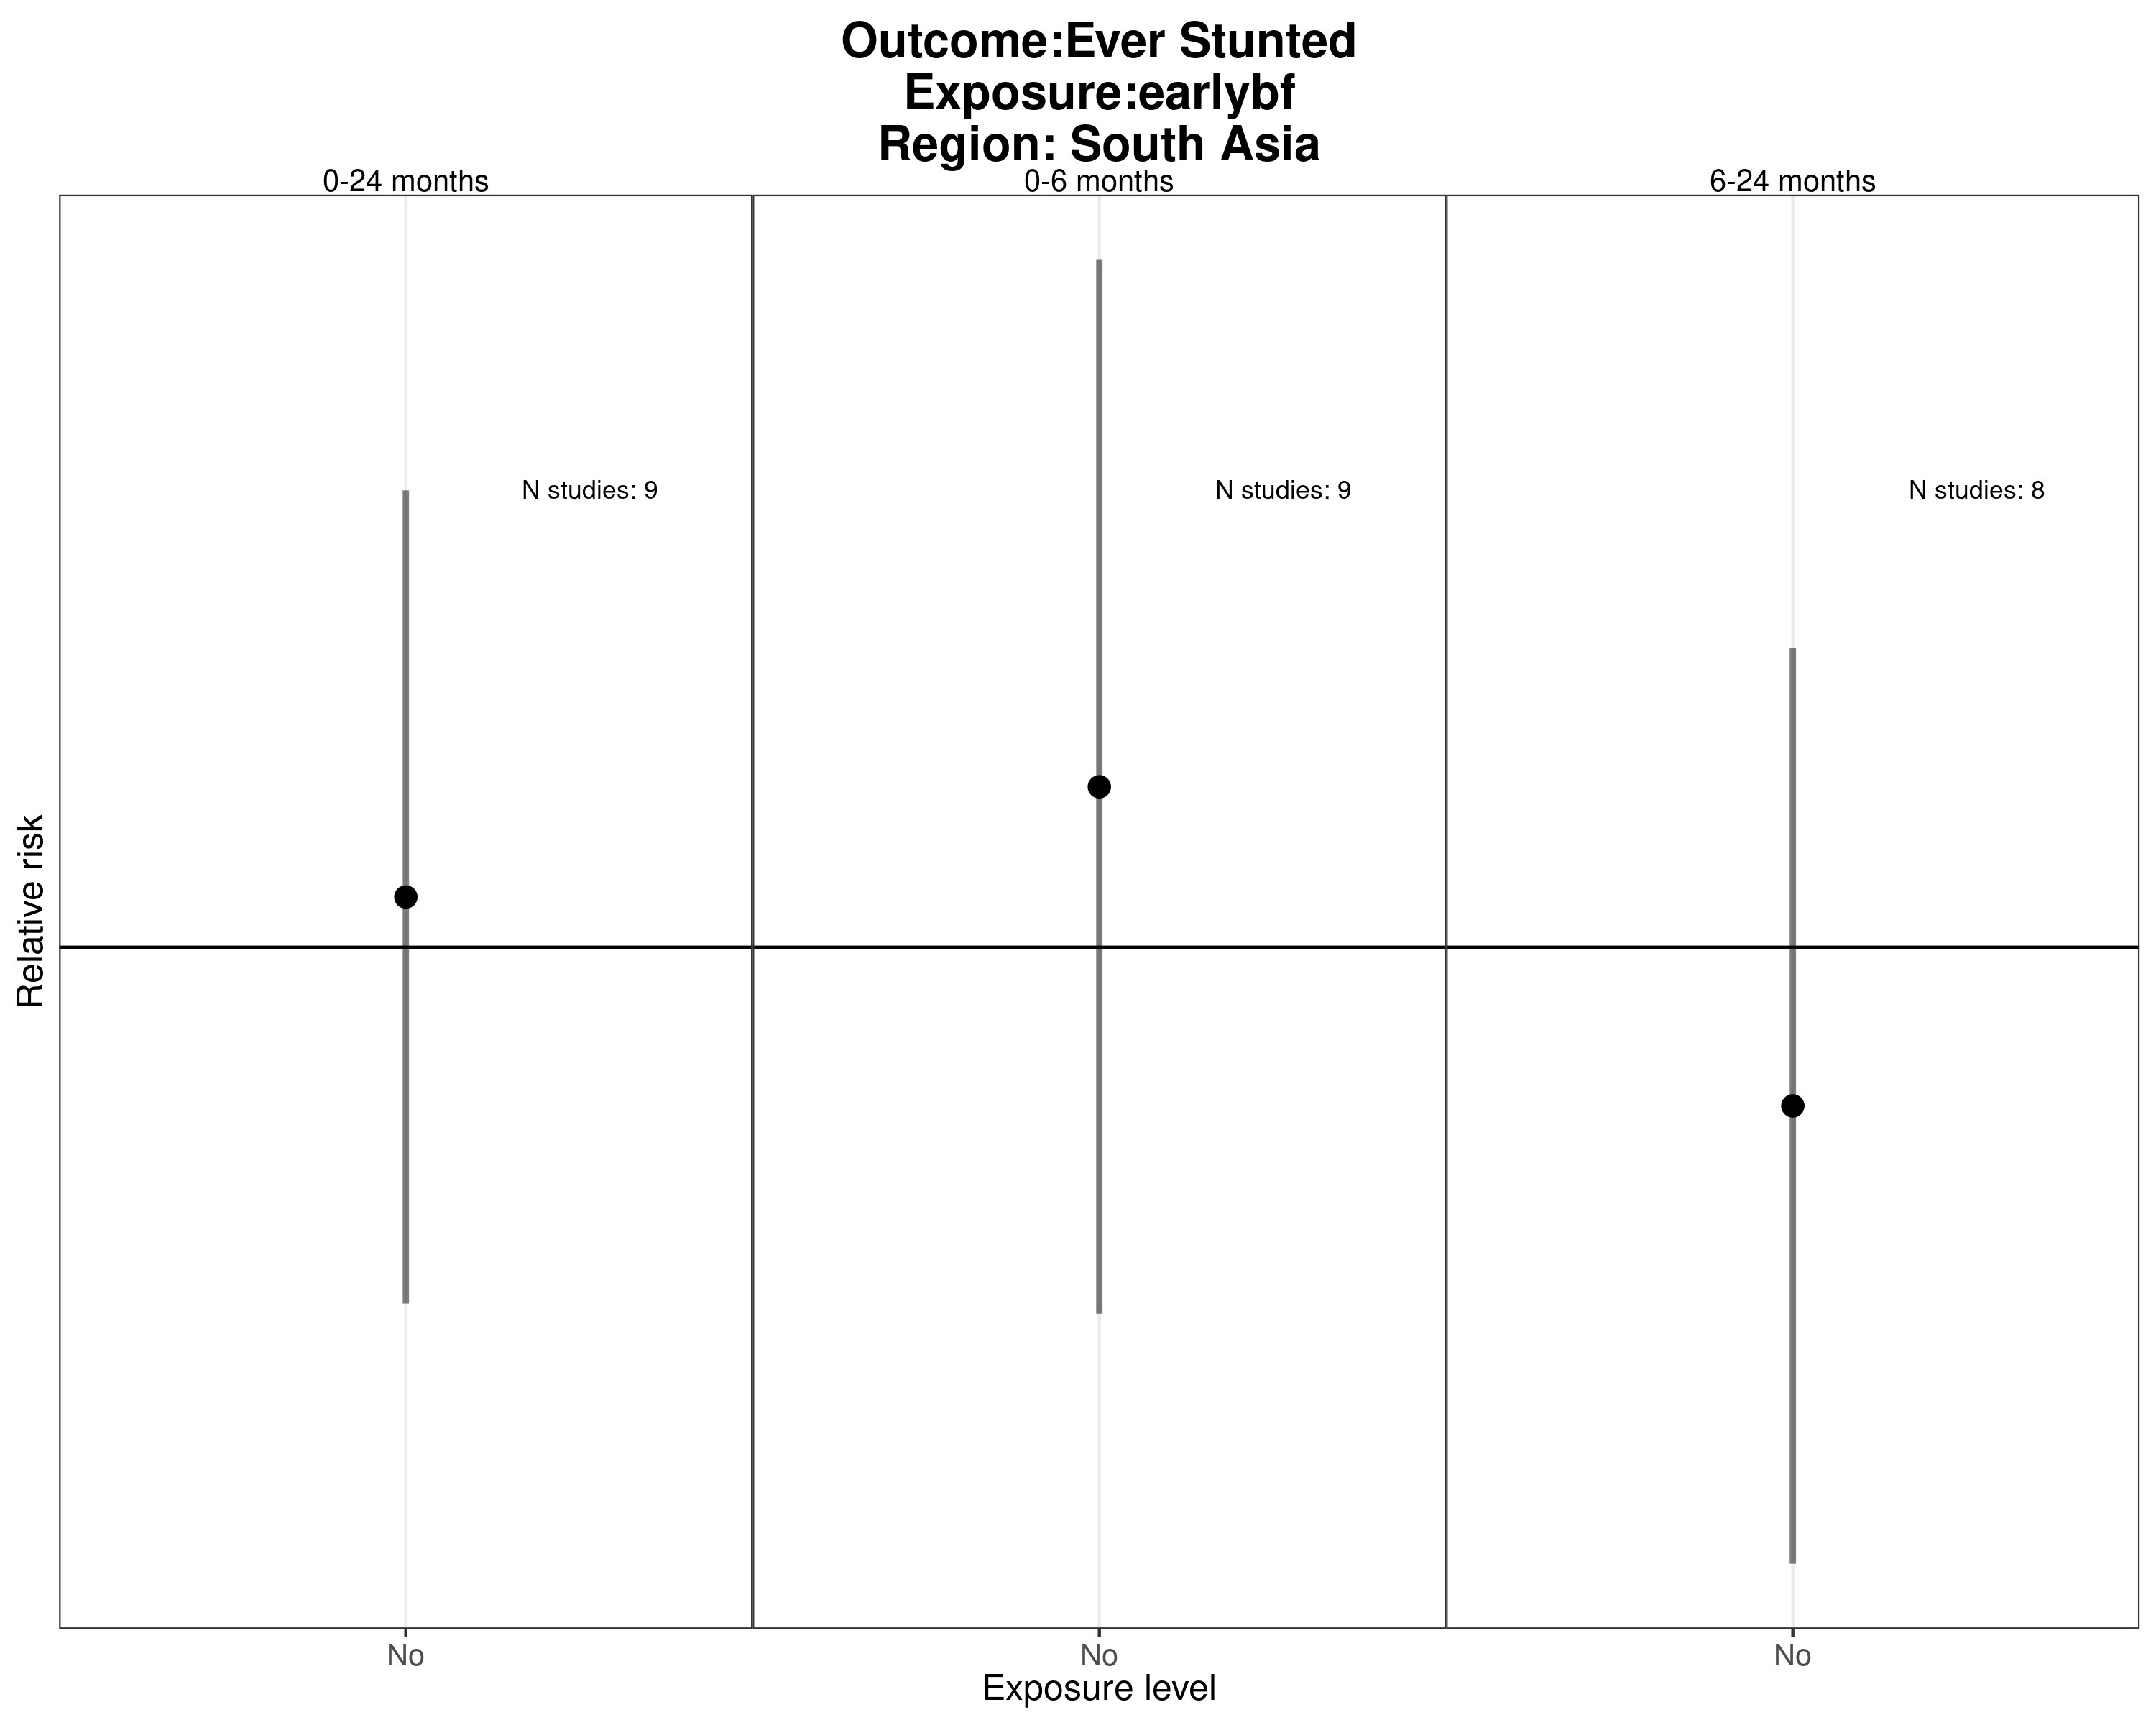 Outcome:Ever Stunted
Exposure:earlybf
Region: South Asia
0-24 months
0-6 months
6-24 months
N studies: 9
N studies: 9
N studies: 8
Relative risk
No
No
No
Exposure level